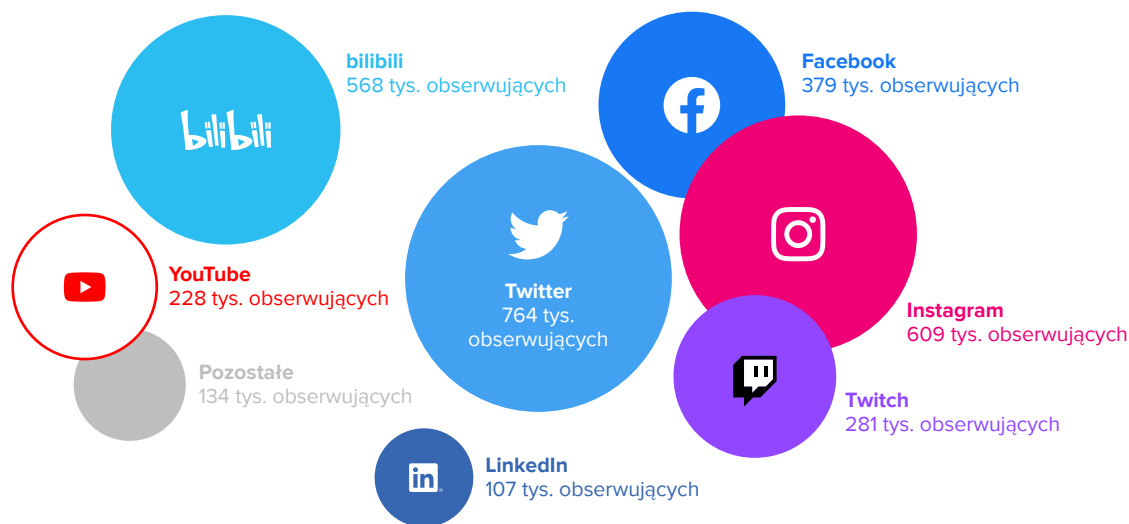 bilibili
568 tys. obserwujących
bilibili
Facebook
379 tys. obserwujących
Twitter
764 tys.
obserwujących
Instagram
609 tys. obserwujących
YouTube
228 tys. obserwujących
Pozostałe
134 tys. obserwujących
Twitch
281 tys. obserwujących
in
LinkedIn
107 tys. obserwujących